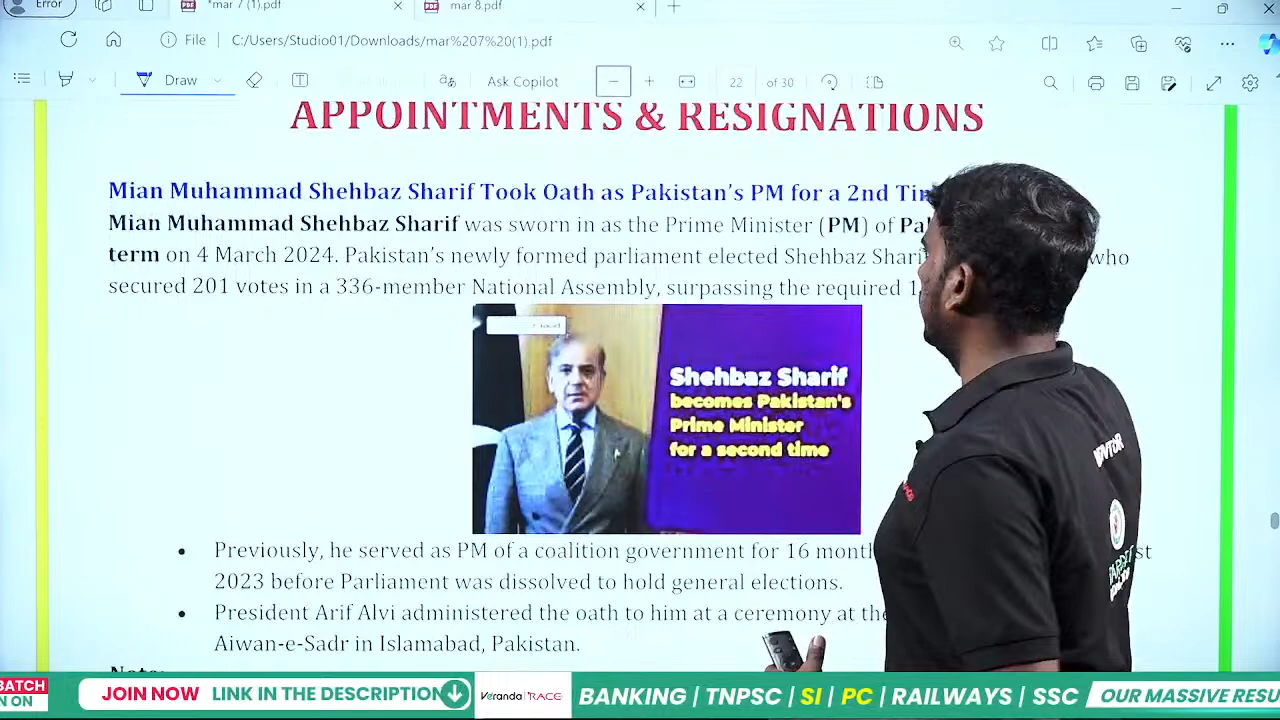 Error
*mar 7 (1).pdf
mar 8.pdf
File
C:/Users/Studio01/Downloads/mar%207%20(1).pdf
Draw
Ask Copilot
22
of 30
APPOINTMENTS & RESIGNATIONS
Mian Muhammad Shehbaz Sharif Took Oath as Pakistan's PM for a 2nd
Mian Muhammad Shehbaz Sharif was sworn in as the Prime Minister (PM) of
term on 4 March 2024. Pakistan's newly formed parliament elected Shehbaz Sharif who
secured 201 votes in a 336-member National Assembly, surpassing the required
Shehbaz Sharif
becomes Pakistan's
Prime Minister
for a second time
Previously, he served as PM of a coalition government for 16
2023 before Parliament was dissolved to hold general elections.
President Arif Alvi administered the oath to him at a ceremony at the
Aiwan-e-Sadr in Islamabad, Pakistan.
BATCH
JOIN NOW LINK IN THE DESCRIPTION
Veranda RACE
BANKING | TNPSC | SI | PC | RAILWAYS | SSC
OUR MASSIVE
ON